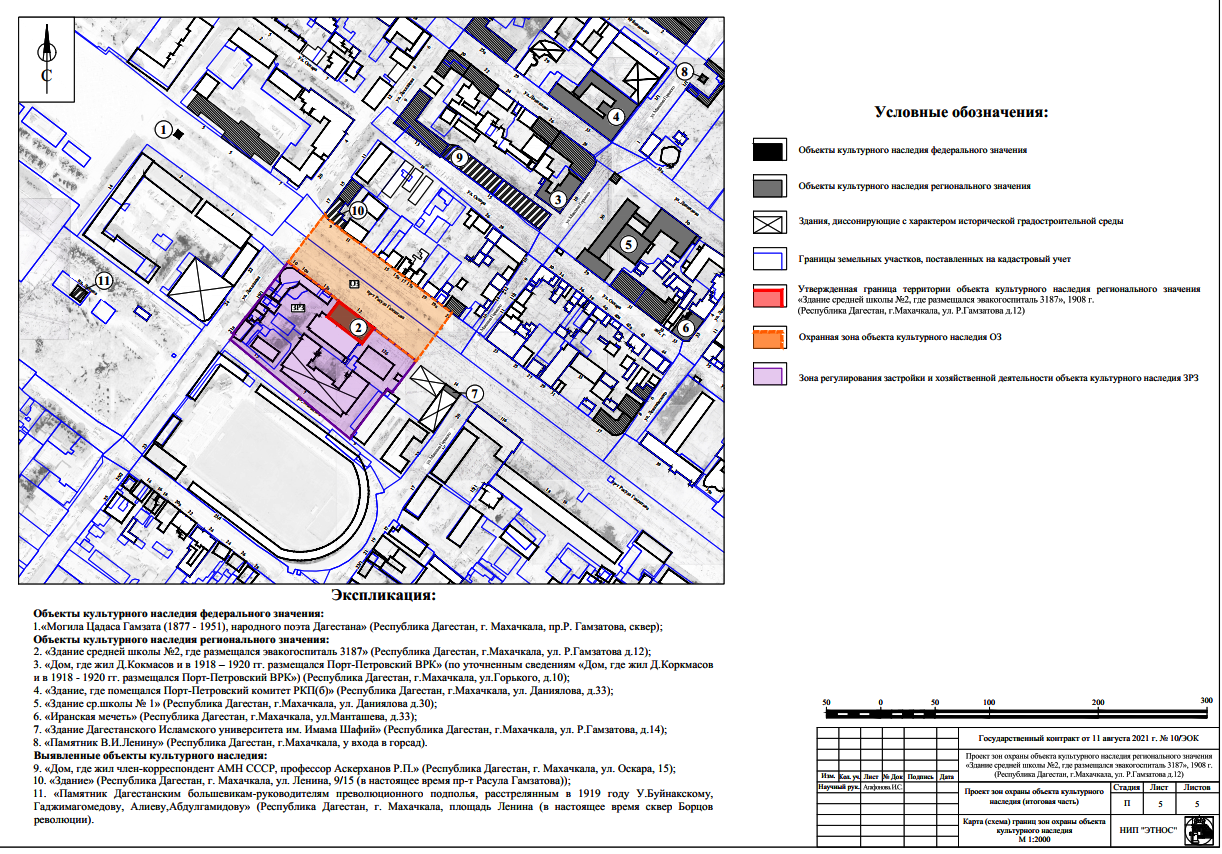 С
1
2
3
4
5
6
7
8
9
10
11
ОЗ
ЗРЗ
Условные обозначения:
Объекты культурного наследия федерального значения
Объекты культурного наследия регионального значения
Здания, диссонирующие с характером исторической градостроительной среды
Границы земельных участков, поставленных на кадастровый учет
Утвержденная граница территории объекта культурного наследия регионального значения
«Здание средней школы №2, где размещался эвакогоспиталь 3187», 1908 г.
(Республика Дагестан, г.Махачкала, ул. Р.Гамзатова д.12)
Охранная зона объекта культурного наследия ОЗ
Зона регулирования застройки и хозяйственной деятельности объекта культурного наследия ЗРЗ
Экспликация:
Объекты культурного наследия федерального значения:
1.«Могила Цадаса Гамзата (1877 - 1951), народного поэта Дагестана» (Республика Дагестан, г. Махачкала, пр.Р. Гамзатова, сквер);
Объекты культурного наследия регионального значения:
2. «Здание средней школы №2, где размещался эвакогоспиталь 3187» (Республика Дагестан, г.Махачкала, ул. Р.Гамзатова д.12);
3. «Дом, где жил Д.Кокмасов и в 1918 – 1920 гг. размещался Порт-Петровский ВРК» (по уточненным сведениям «Дом, где жил Д.Коркмасов
и в 1918 - 1920 гг. размещался Порт-Петровский ВРК») (Республика Дагестан, г.Махачкала, ул.Горького, д.10);
4. «Здание, где помещался Порт-Петровский комитет РКП(б)» (Республика Дагестан, г.Махачкала, ул. Даниялова, д.33);
5. «Здание ср.школы № 1» (Республика Дагестан, г.Махачкала, ул. Даниялова д.30);
6. «Иранская мечеть» (Республика Дагестан, г.Махачкала, ул.Манташева, д.33);
7. «Здание Дагестанского Исламского университета им. Имама Шафий» (Республика Дагестан, г.Махачкала, ул. Р.Гамзатова, д.14);
8. «Памятник В.И.Ленину» (Республика Дагестан, г.Махачкала, у входа в горсад).
Выявленные объекты культурного наследия:
9. «Дом, где жил член-корреспондент АМН СССР, профессор Аскерханов Р.П.» (Республика Дагестан, г. Махачкала, ул. Оскара, 15);
10. «Здание» (Республика Дагестан, г. Махачкала, ул. Ленина, 9/15 (в настоящее время пр-т Расула Гамзатова));
11. «Памятник Дагестанским большевикам-руководителям преволюционного подполья, расстрелянным в 1919 году У.Буйнакскому,
Гаджимагомедову, Алиеву,Абдулгамидову» (Республика Дагестан, г. Махачкала, площадь Ленина (в настоящее время сквер Борцов
революции).
50 0 50 100 200 300
Государственный контракт от 11 августа 2021 г. № 10/ЭОК
Проект зон охраны объекта культурного наследия регионального значения
«Здание средней школы №2, где размещался эвакогоспиталь 3187», 1908 г.
(Республика Дагестан, г.Махачкала, ул. Р.Гамзатова д.12)
Изм. Кол. уч. Лист № Док Подпись Дата
Научный рук. Агафонова.И.С.
Проект зон охраны объекта культурного
наследия (итоговая часть)
Стадия Лист Листов
П 5 5
Карта (схема) границ зон охраны объекта
культурного наследия
М 1:2000
НИП "ЭТНОС"